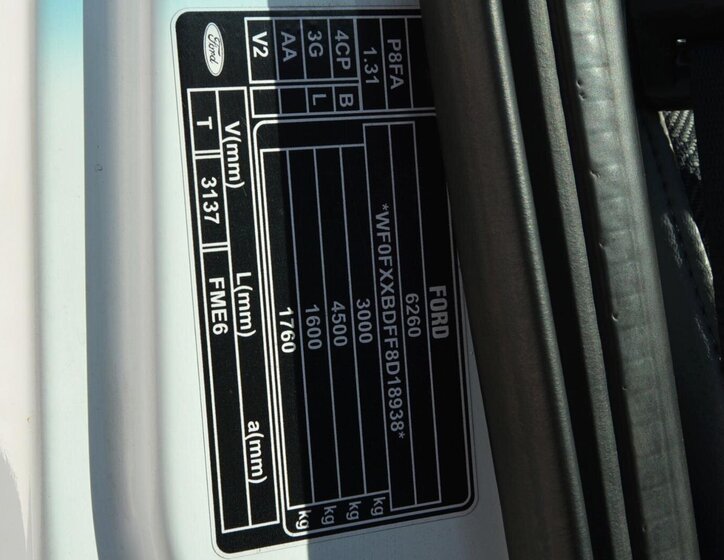 FORD
6260
P8FA *WF0FXXBDFF8D18938*
1.31 3000 kg
4CP B 4500 kg
3G L 1600 kg
AA 1760 kg
V2
V(mm) L(mm) a(mm)
Ford T 3137 FME6